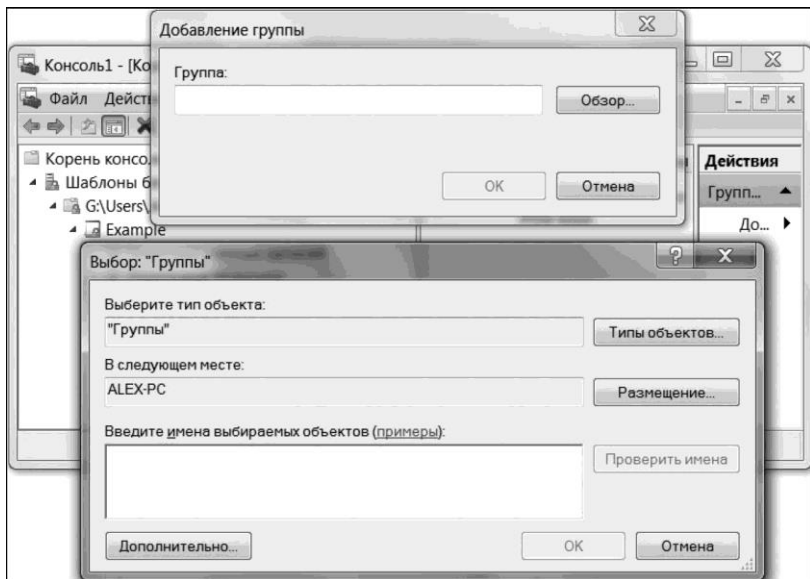 Добавление группы
Группа:
Обзор...
ОК
Отмена
Консоль1 - [Ко
Файл Дейст
Корень консо
Шаблоны б
G:\Users\
Example
Действия
Групп...
До...
Выбор: "Группы"
Выберите тип объекта:
"Группы"
Типы объектов...
В следующем месте:
ALEX-PC
Размещение...
Введите имена выбираемых объектов (примеры):
Проверить имена
Дополнительно...
ОК
Отмена